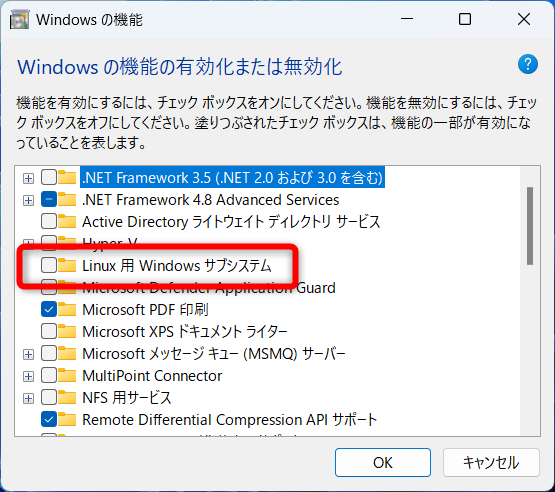 Windows の機能
Windows の機能の有効化または無効化
機能を有効にするには、チェック ボックスをオンにしてください。機能を無効にするには、チェッ
ク ボックスをオフにしてください。塗りつぶされたチェック ボックスは、機能の一部が有効になっ
ていることを表します。
.NET Framework 3.5 (.NET 2.0 および 3.0 を含む)
.NET Framework 4.8 Advanced Services
Active Directory ライトウェイト ディレクトリ サービス
Hyper-V
Linux 用 Windows サブシステム
Microsoft Defender Application Guard
Microsoft PDF 印刷
Microsoft XPS ドキュメント ライター
Microsoft メッセージ キュー (MSMQ) サーバー
MultiPoint Connector
NFS 用サービス
Remote Differential Compression API サポート
OK
キャンセル